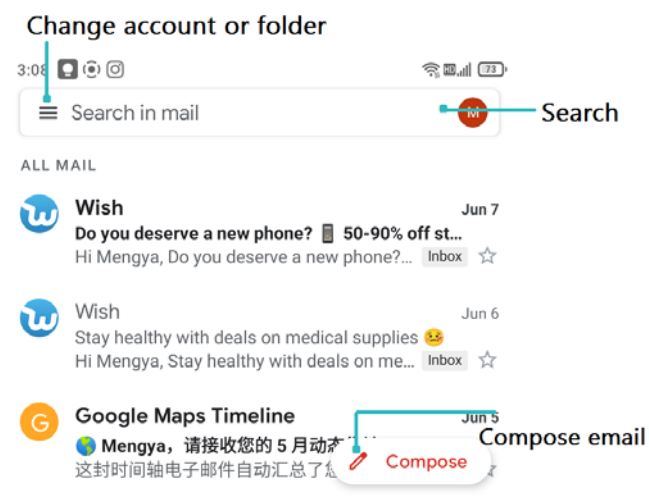 Change account or folder
3:08 HD 73
Search in mail M Search
ALL MAIL
Wish Jun 7
Do you deserve a new phone? 50-90% off st...
Hi Mengya, Do you deserve a new phone?... Inbox
Wish Jun 6
Stay healthy with deals on medical supplies
Hi Mengya, Stay healthy with deals on me... Inbox
G Google Maps Timeline Jun 5
Mengya，请接收您的 5 月动态
Compose email
这封时间轴电子邮件自动汇总了您
Compose